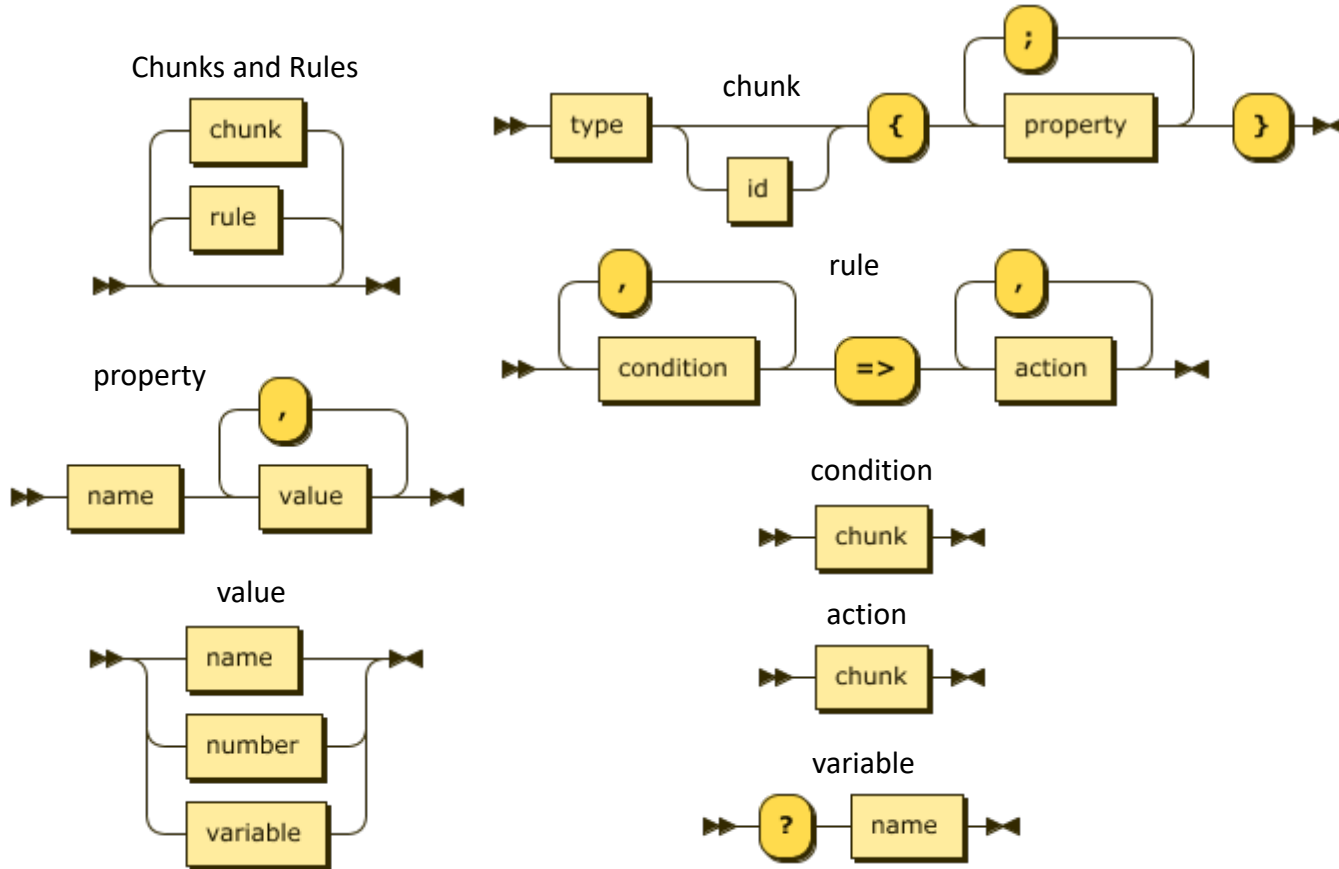 Chunks and Rules
chunk
rule
chunk
type
id
{
;
property
}
rule
,
condition
=>
,
action
property
name
,
value
condition
chunk
value
name
number
variable
action
chunk
variable
?
name